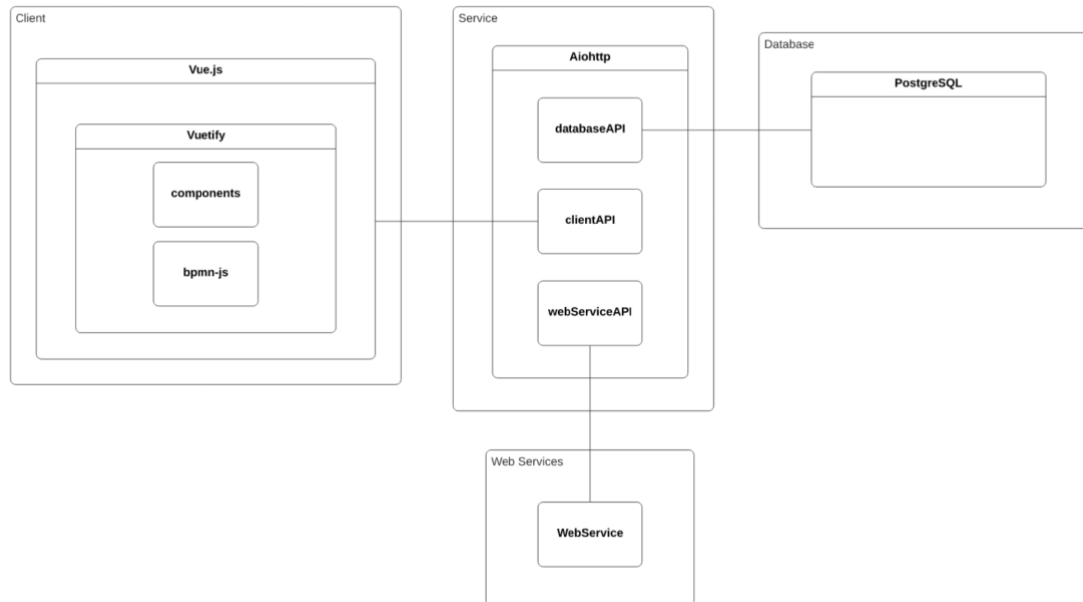 Client
Vue.js
Vuetify
components
bpmn-js
Service
Aiohttp
databaseAPI
clientAPI
webServiceAPI
Database
PostgreSQL
Web Services
WebService